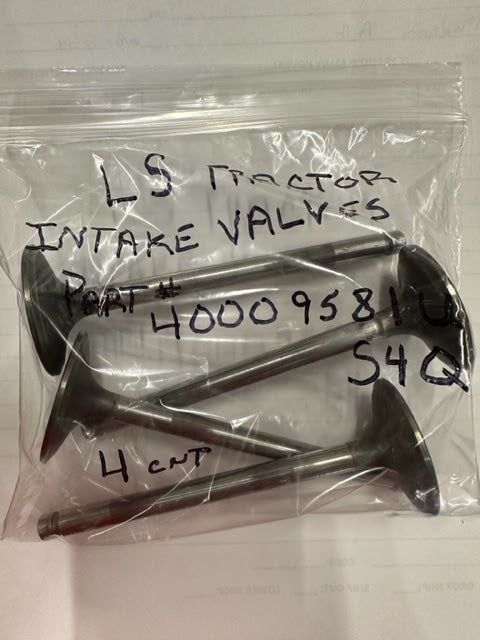 LS TRACTOR
INTAKE VALVES
PART #
40009581U
S4Q
4 CNT